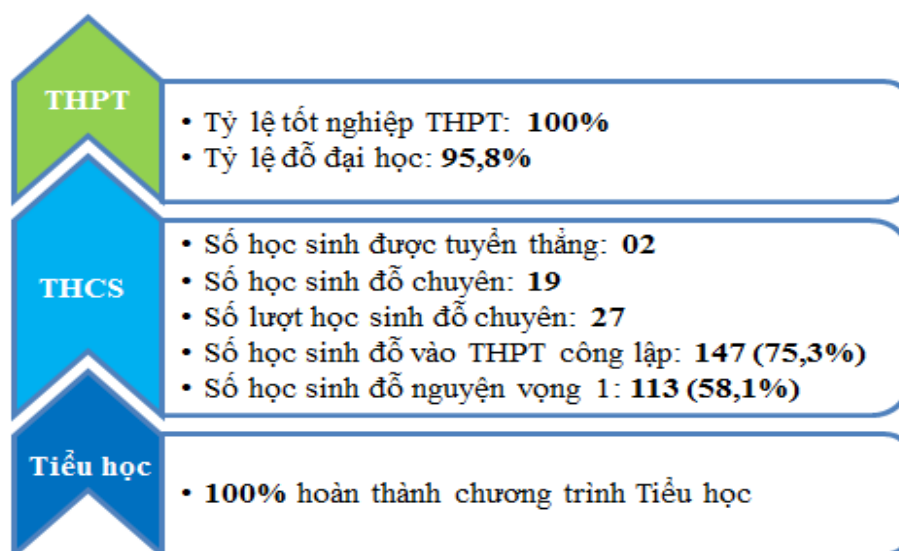 THPT
• Tỷ lệ tốt nghiệp THPT: 100%
• Tỷ lệ đỗ đại học: 95,8%
THCS
• Số học sinh được tuyển thẳng: 02
• Số học sinh đỗ chuyên: 19
• Số lượt học sinh đỗ chuyên: 27
• Số học sinh đỗ vào THPT công lập: 147 (75,3%)
• Số học sinh đỗ nguyện vọng 1: 113 (58,1%)
Tiểu học
• 100% hoàn thành chương trình Tiểu học